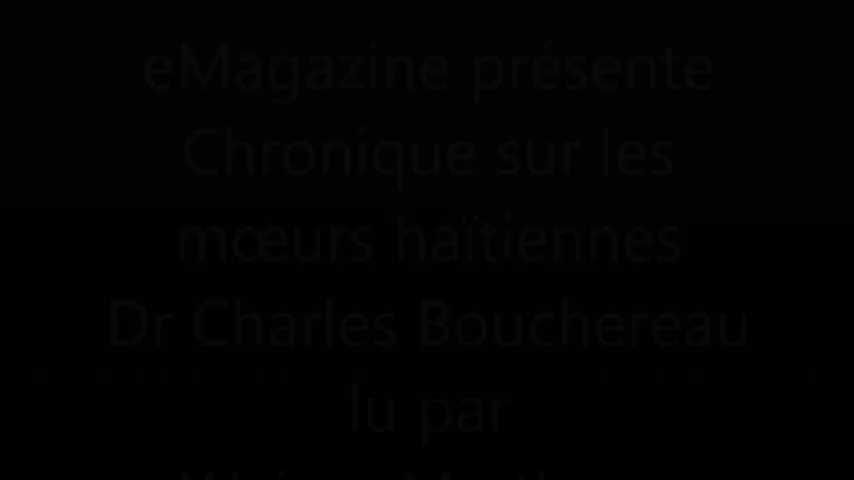 eMagazine présente
Chronique sur les
mœurs haïtiennes
Dr Charles Bouchereau
lu par